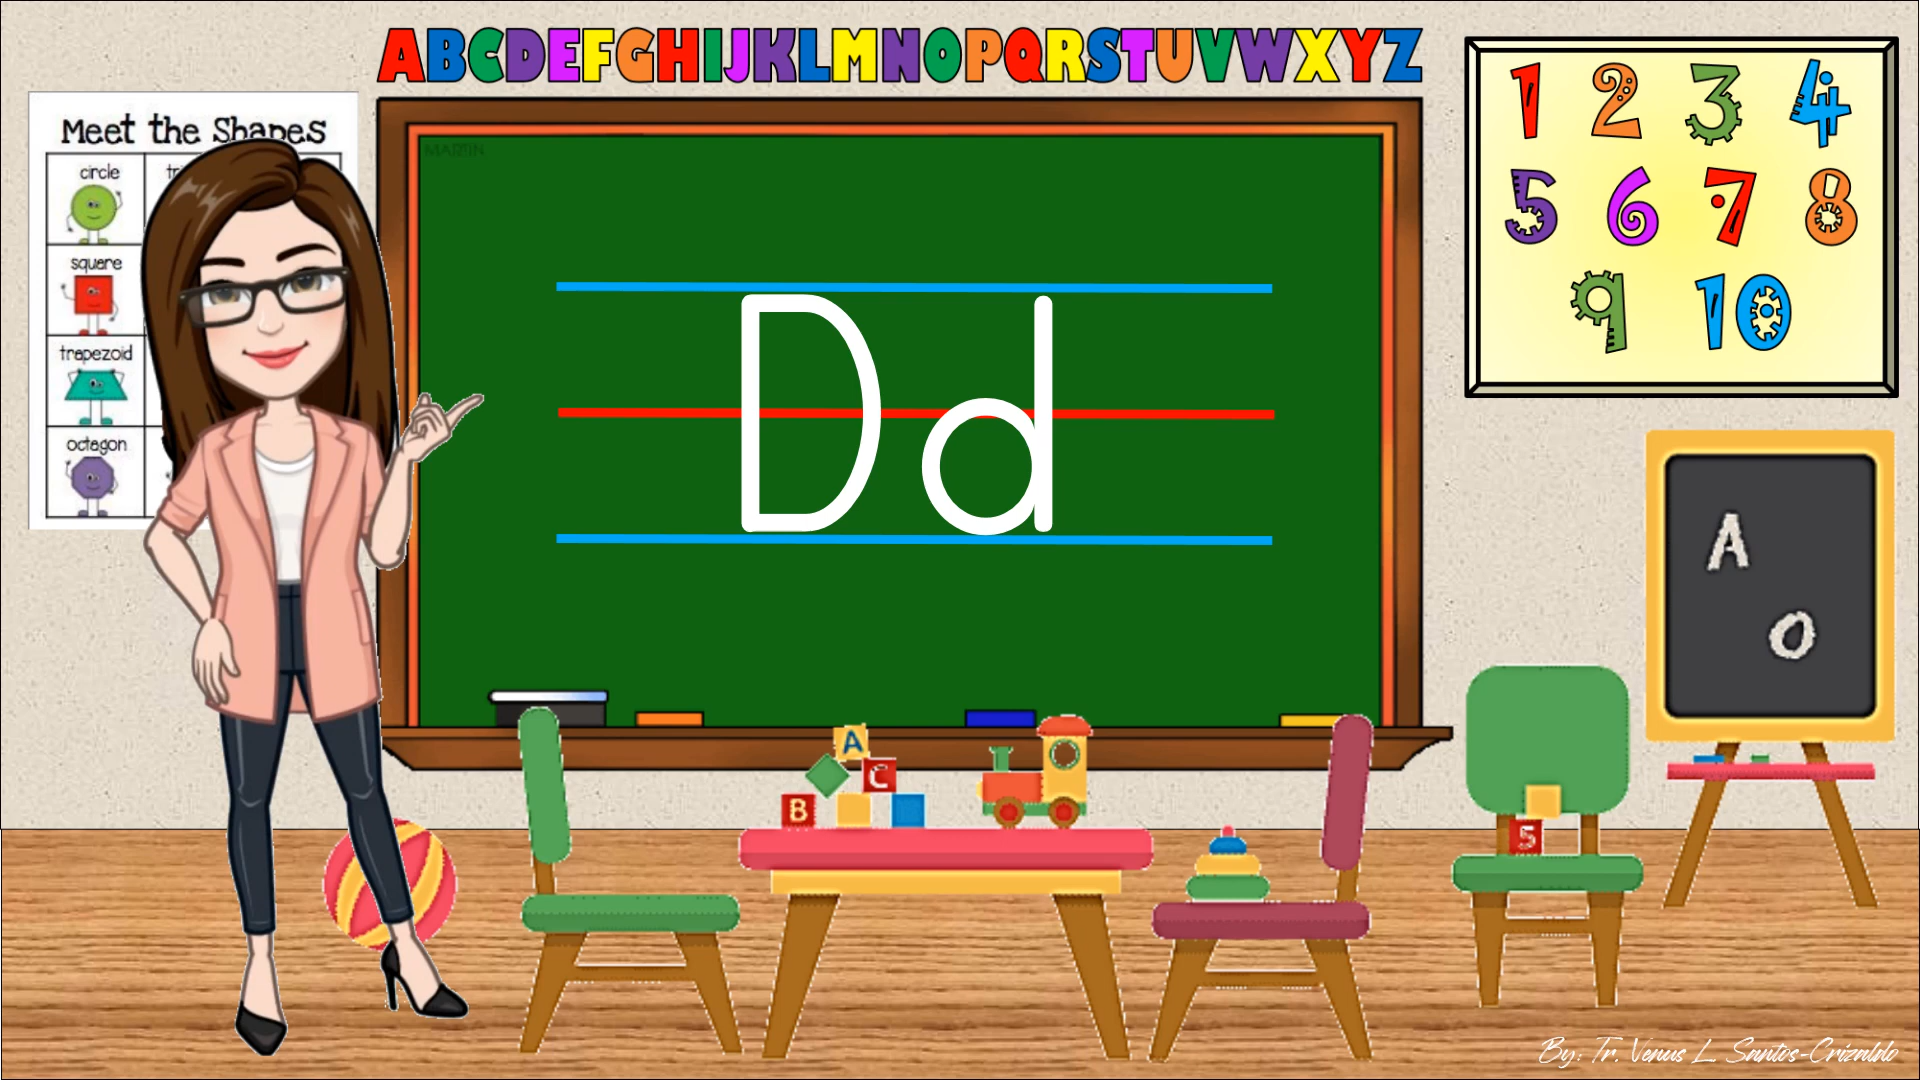 ABCDEFGHIJKLMNOPQRSTUVWXYZ
Meet the Shapes
circle
square
trapezoid
octagon
MARTIN
Dd
1 2 3 4
5 6 7 8
9 10
A
O
A
C
B
5
By: Tr. Venus L. Santos-Crizaldo